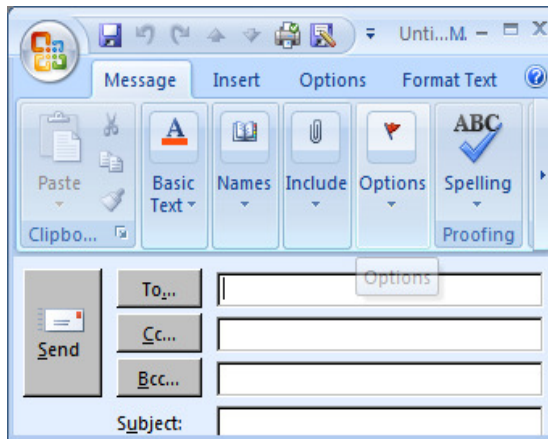 Unti...M.
Message Insert Options Format Text
ABC
Paste Basic Text Names Include Options Spelling
Clipbo... Proofing
Options
To...
Send Cc...
Bcc...
Subject: